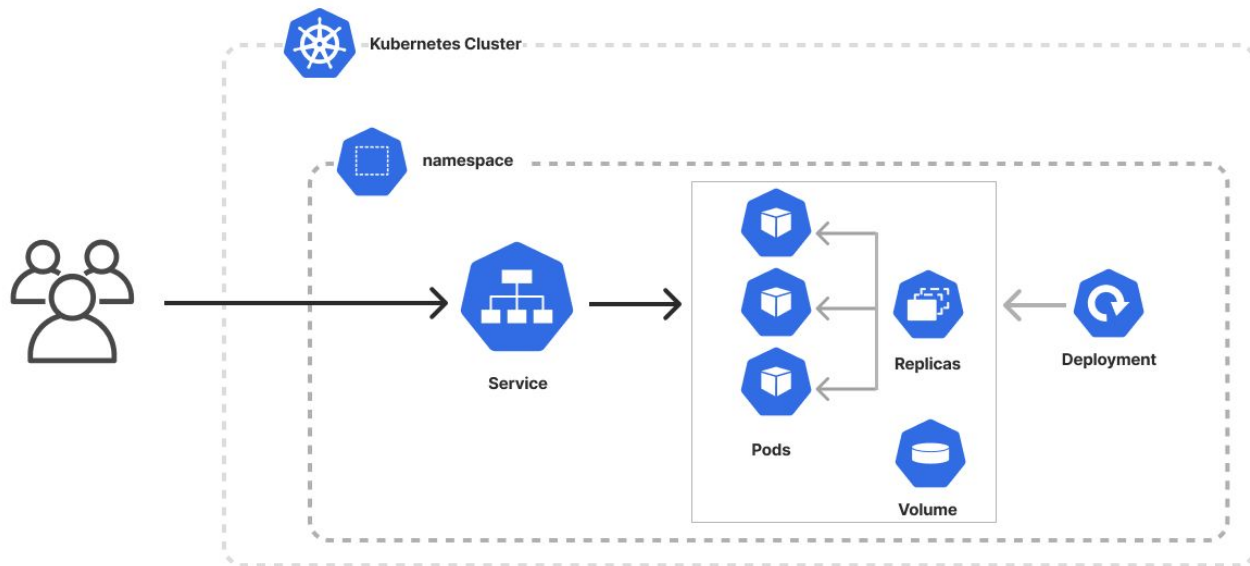 Kubernetes Cluster
namespace
Service
Pods
Replicas
Volume
Deployment